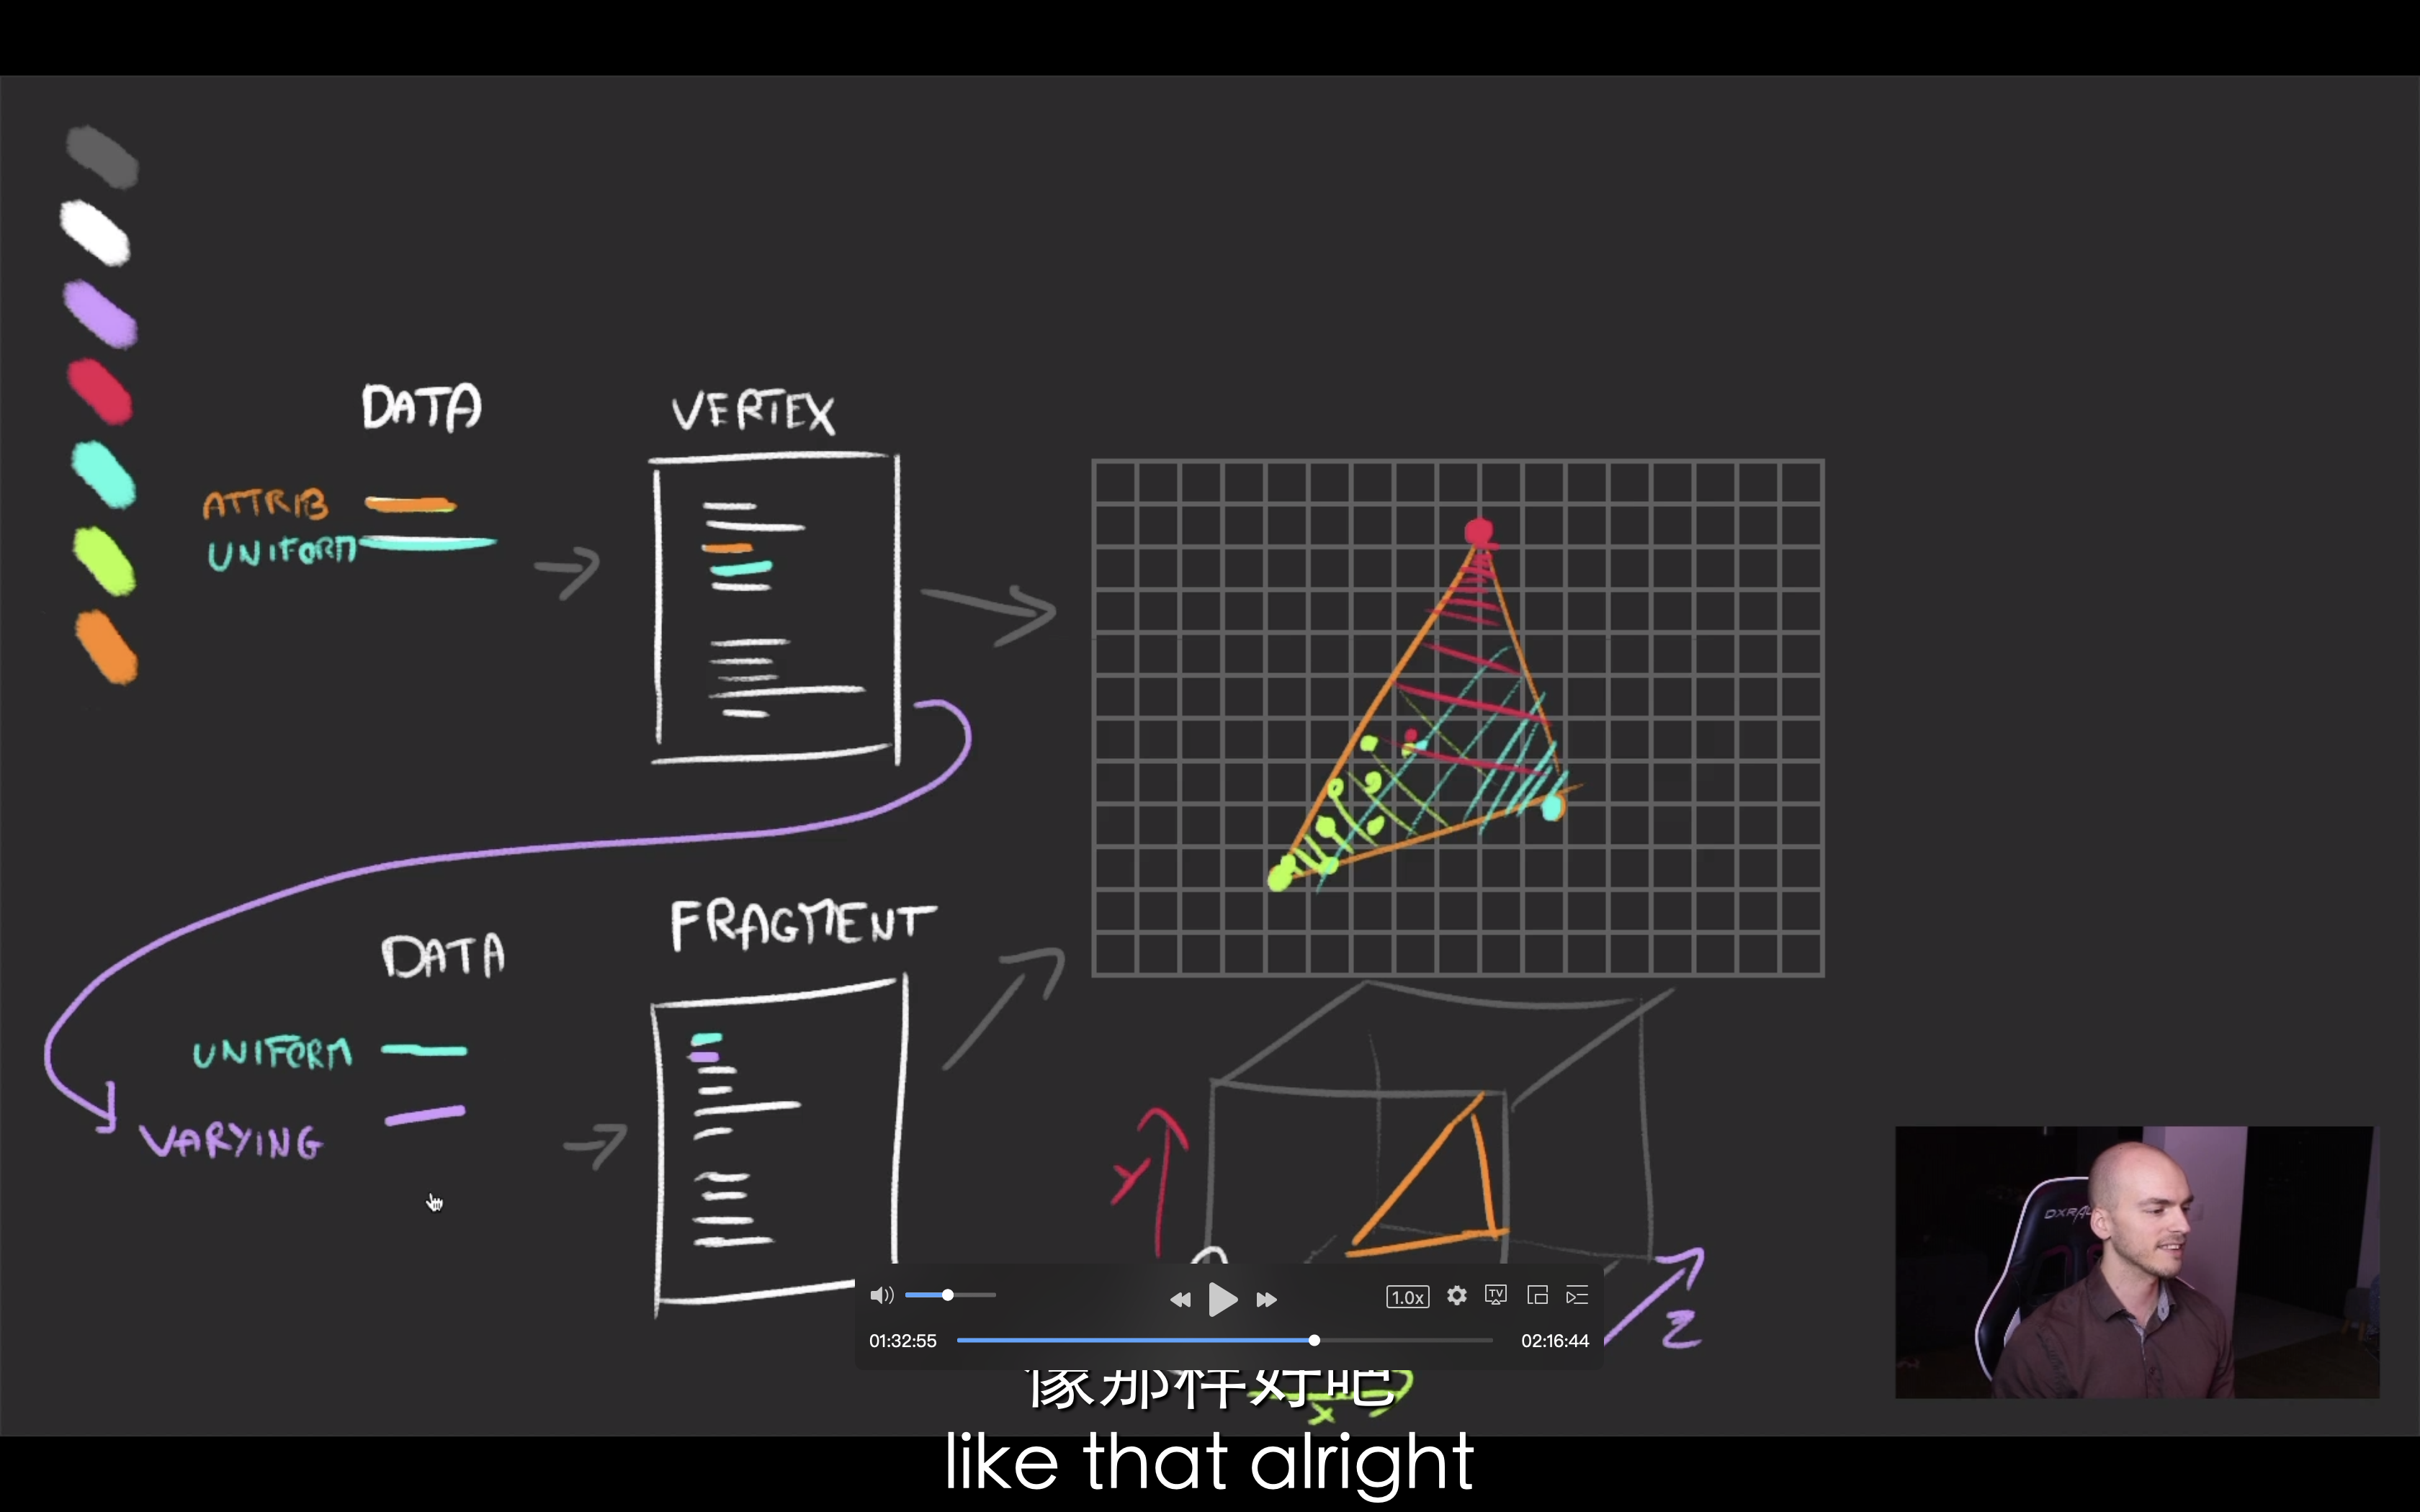 DATA
VERTEX
ATTRIB
UNIFORM
FRAGMENT
DATA
UNIFORM
VARYING
Y
Z
1.0x
TV
01:32:55
02:16:44
像那样好吧
X
like that alright